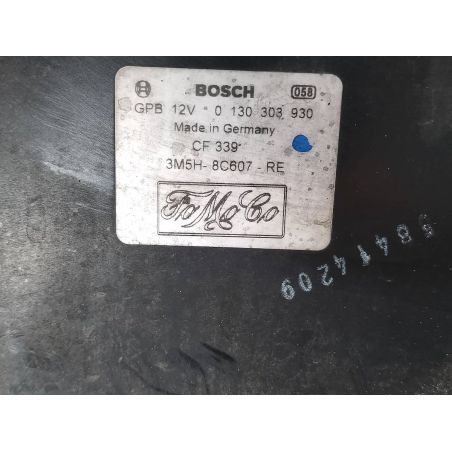 BOSCH 058
GPB 12V 0 130 303 930
Made in Germany
CF 339
3M5H- 8C607 - RE
FoMoCo
58414209